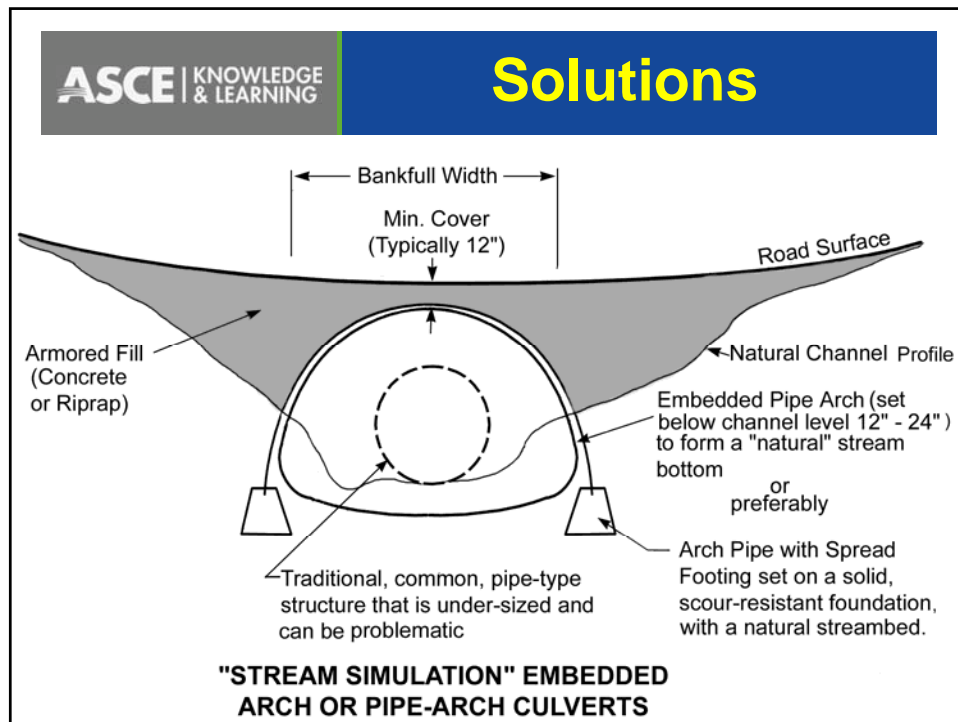 ASCE | KNOWLEDGE
& LEARNING
Solutions
Bankfull Width
Min. Cover
(Typically 12")
Road Surface
Armored Fill
(Concrete
or Riprap)
Natural Channel Profile
Embedded Pipe Arch (set
below channel level 12" - 24")
to form a "natural" stream
bottom
or
preferably
Arch Pipe with Spread
Footing set on a solid,
scour-resistant foundation,
with a natural streambed.
Traditional, common, pipe-type
structure that is under-sized and
can be problematic
"STREAM SIMULATION" EMBEDDED
ARCH OR PIPE-ARCH CULVERTS